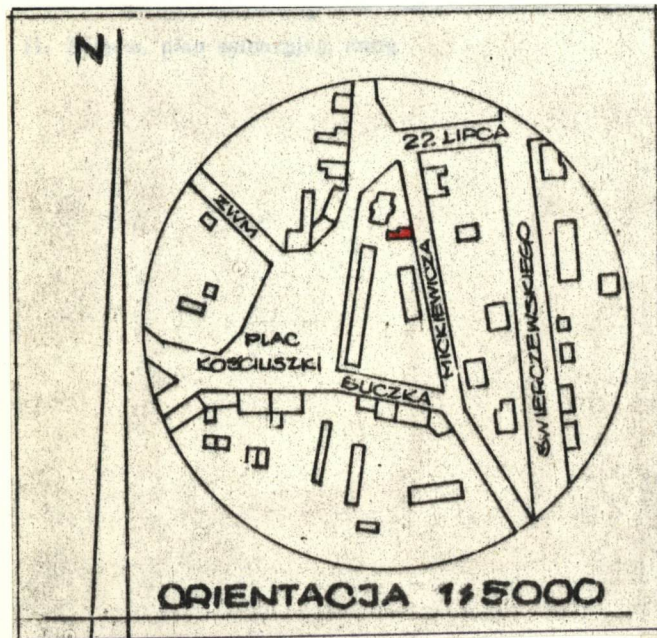 N
22 LIPCA
ZWM
MICKIEWICZA
ŚWIERCZEWSKIEGO
PLAC
KOŚCIUSZKI
BUCZKA
ORIENTACJA 1:5000